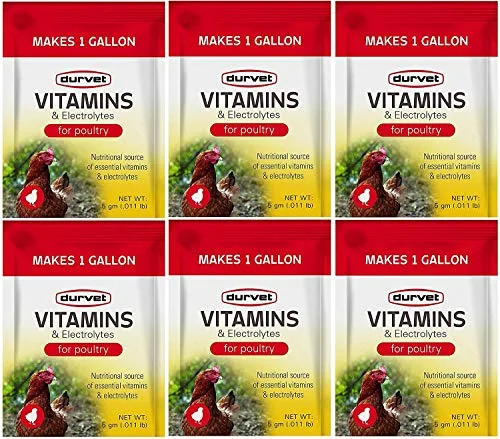 MAKES 1 GALLON
durvet
VITAMINS
& Electrolytes
for poultry
Nutritional source
of essential vitamins
& electrolytes
NET WT:
5 gm (.011 lb)
MAKES 1 GALLON
durvet
VITAMINS
& Electrolytes
for poultry
Nutritional source
of essential vitamins
& electrolytes
NET WT:
5 gm (.011 lb)
MAKES 1 GALLON
durvet
VITAMINS
& Electrolytes
for poultry
Nutritional source
of essential vitamins
& electrolytes
NET WT:
5 gm (.011 lb)
MAKES 1 GALLON
durvet
VITAMINS
& Electrolytes
for poultry
Nutritional source
of essential vitamins
& electrolytes
NET WT:
5 gm (.011 lb)
MAKES 1 GALLON
durvet
VITAMINS
& Electrolytes
for poultry
Nutritional source
of essential vitamins
& electrolytes
NET WT:
5 gm (.011 lb)
MAKES 1 GALLON
durvet
VITAMINS
& Electrolytes
for poultry
Nutritional source
of essential vitamins
& electrolytes
NET WT:
5 gm (.011 lb)